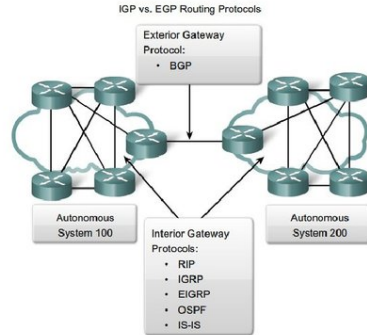 IGP vs. EGP Routing Protocols
Exterior Gateway
Protocol:
• BGP
Autonomous
System 100
Autonomous
System 200
Interior Gateway
Protocols:
• RIP
• IGRP
• EIGRP
• OSPF
• IS-IS